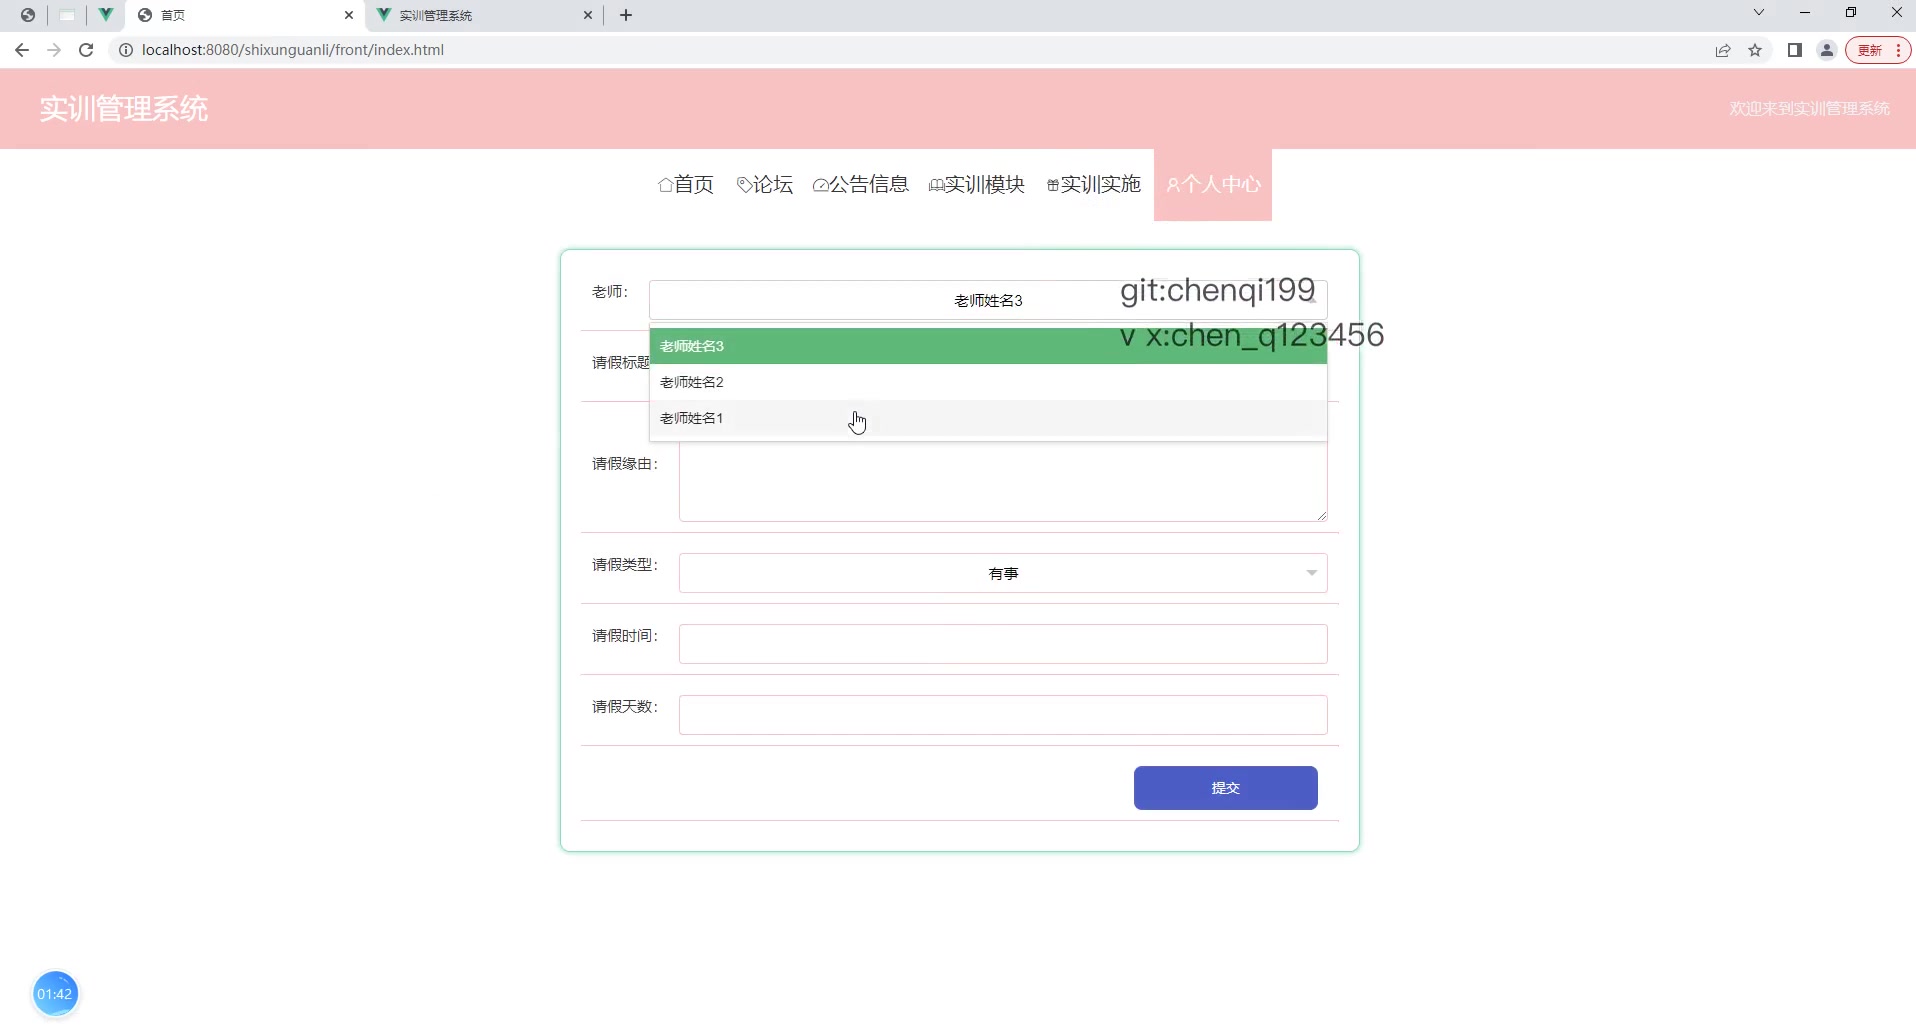 首页
实训管理系统
localhost:8080/shixunguanli/front/index.html
更新
实训管理系统
欢迎来到实训管理系统
首页
论坛
公告信息
实训模块
实训实施
个人中心
老师：
老师姓名3
git:chenqi199
v x:chen_q123456
老师姓名3
请假标题
老师姓名2
老师姓名1
请假缘由：
请假类型：
有事
请假时间：
请假天数：
提交
01:42